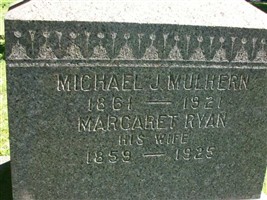 MICHAEL J. MULHERN
1861 — 1921
MARGARET RYAN
HIS WIFE
1859 — 1925